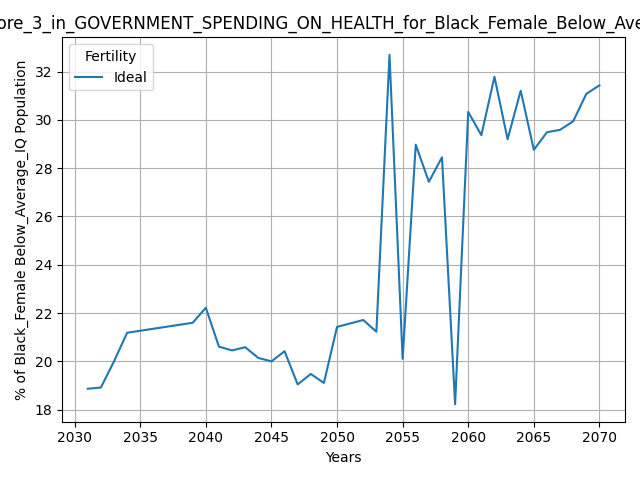 ore_3_in_GOVERNMENT_SPENDING_ON_HEALTH_for_Black_Female_Below_Ave
Fertility
Ideal
% of Black_Female Below_Average_IQ Population
32
30
28
26
24
22
20
18
2030 2035 2040 2045 2050 2055 2060 2065 2070
Years